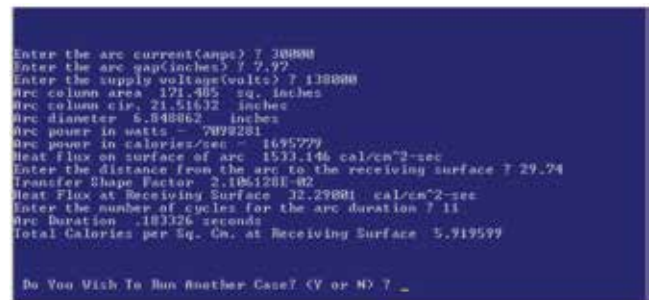 Enter the arc current(amps) ? 30000
Enter the arc gap(inches) ? 7.97
Enter the supply voltage(volts) ? 138000
Arc column area 171.485 sq. inches
Arc column cir. 21.51632 inches
Arc diameter 6.848862 inches
Arc power in watts - 7098281
Arc power in calories/sec - 1695779
Heat flux on surface of arc 1533.146 cal/cm^2-sec
Enter the distance from the arc to the receiving surface ? 29.74
Transfer Shape Factor 2.106128E-02
Heat Flux at Receiving Surface 32.29001 cal/cm^2-sec
Enter the number of cycles for the arc duration ? 11
Arc Duration .183326 seconds
Total Calories per Sq. Cm. at Receiving Surface 5.919599
Do You Wish To Run Another Case? (Y or N) ? _